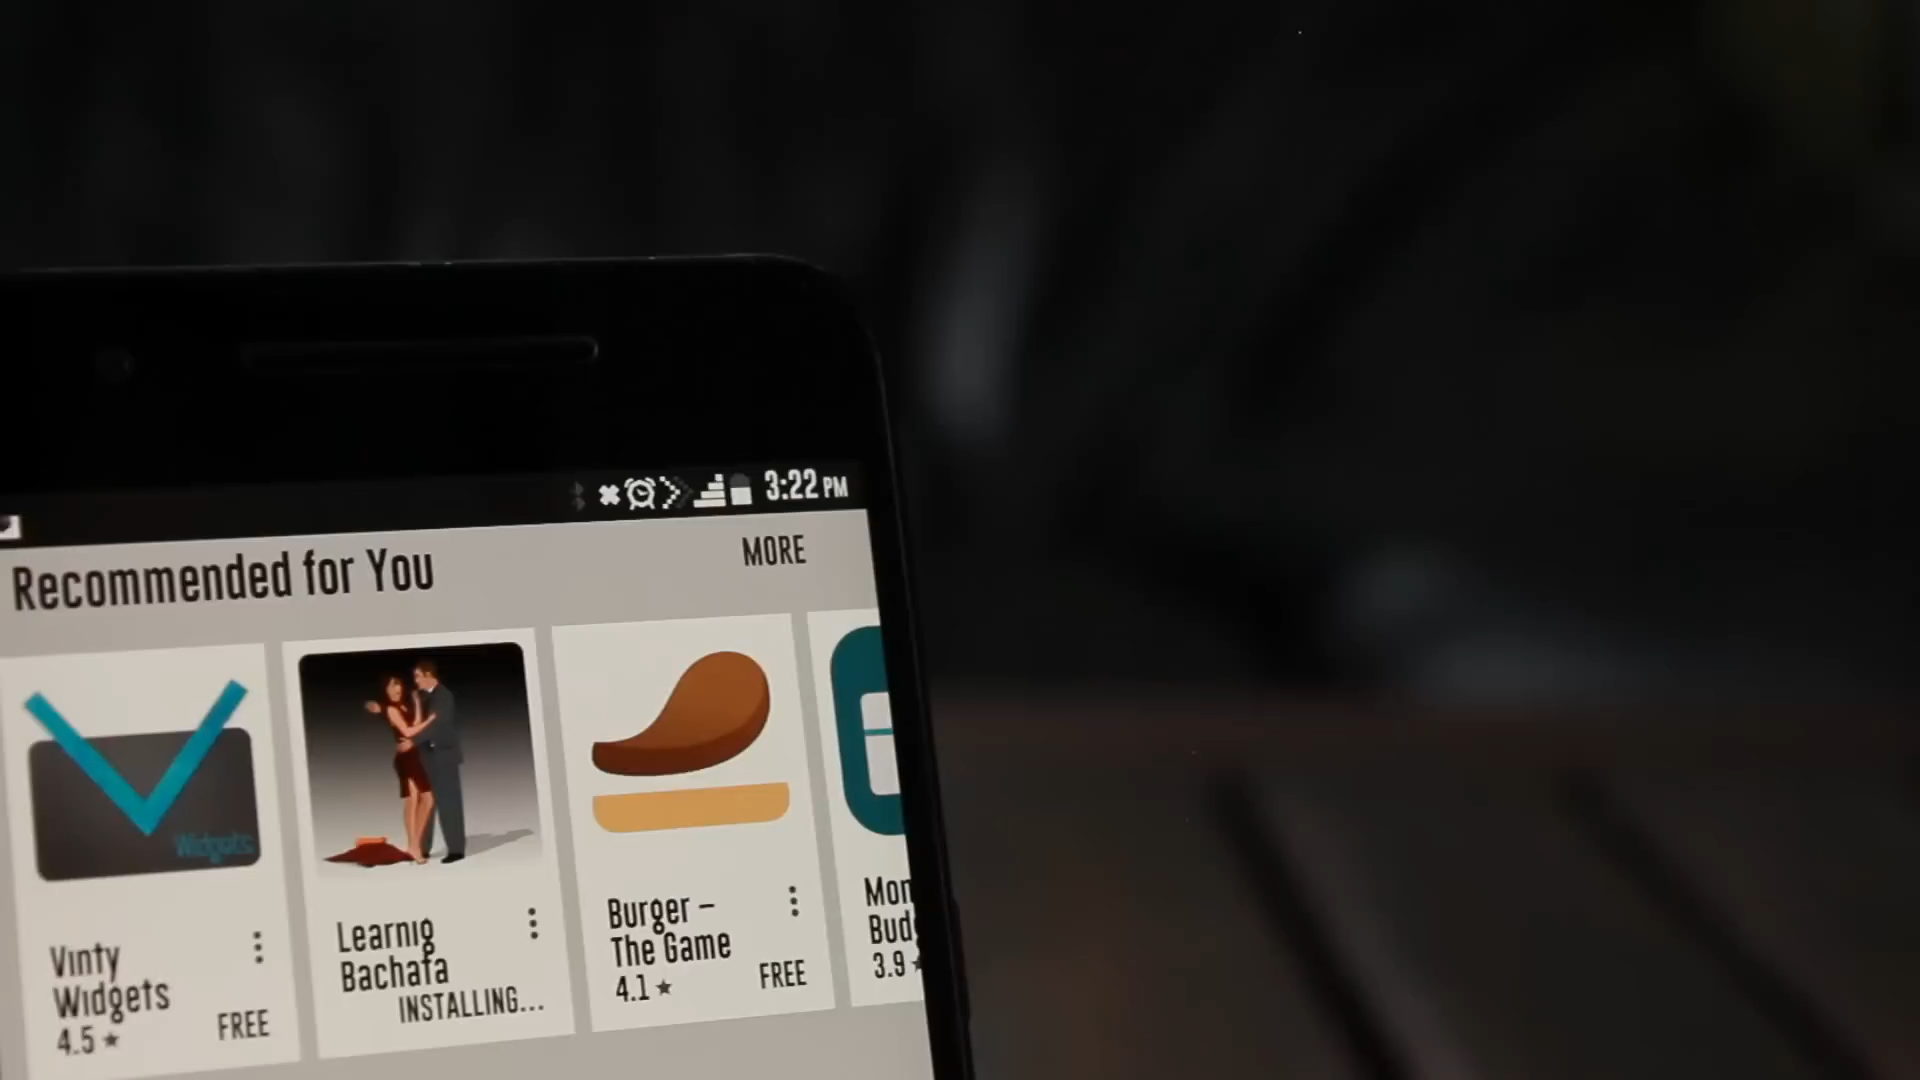 3:22 PM
Recommended for You
MORE
Widgets
Vinty
Widgets
4.5 ★
FREE
Learnig
Bachata
INSTALLING...
Burger –
The Game
4.1 ★
FREE
3.9